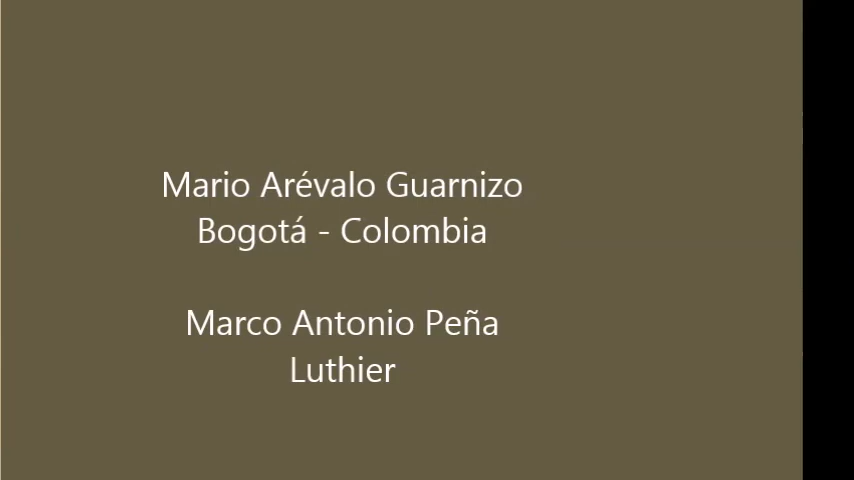 Mario Arévalo Guarnizo
Bogotá - Colombia
Marco Antonio Peña
Luthier